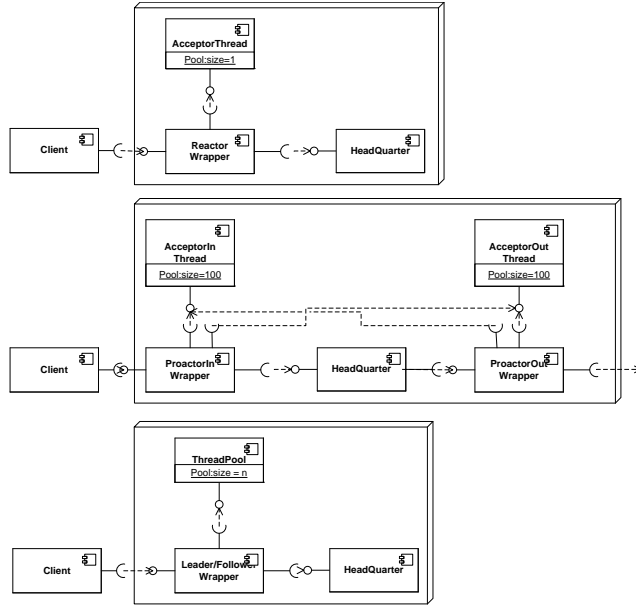 AcceptorThread
Pool:size=1
Client
Reactor
Wrapper
HeadQuarter
AcceptorIn
Thread
Pool:size=100
AcceptorOut
Thread
Pool:size=100
Client
ProactorIn
Wrapper
HeadQuarter
ProactorOut
Wrapper
ThreadPool
Pool:size = n
Client
Leader/Follower
Wrapper
HeadQuarter